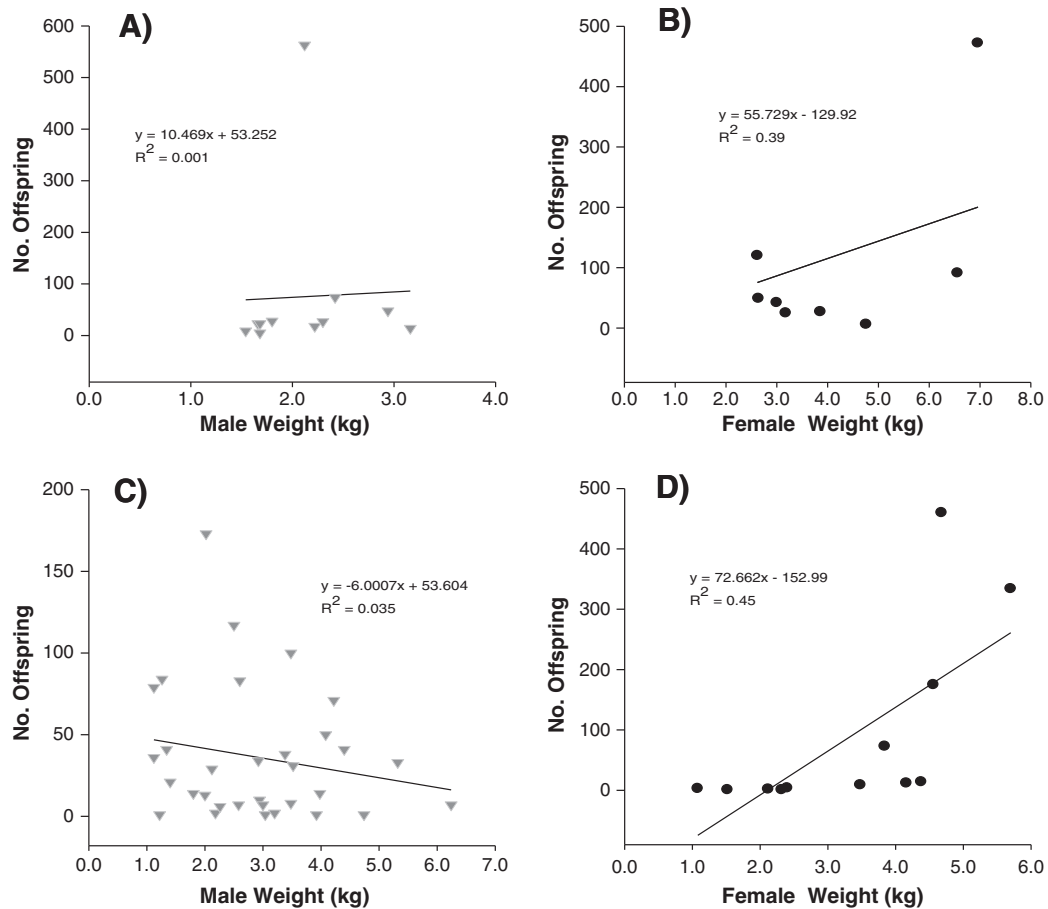 A)
600
500
400
300
200
100
0
No. Offspring
y = 10.469x + 53.252
R2 = 0.001
0.0 1.0 2.0 3.0 4.0
Male Weight (kg)
B)
500
400
300
200
100
0
No. Offspring
y = 55.729x - 129.92
R2 = 0.39
0.0 1.0 2.0 3.0 4.0 5.0 6.0 7.0 8.0
Female Weight (kg)
C)
200
150
100
50
0
No. Offspring
y = -6.0007x + 53.604
R2 = 0.035
0.0 1.0 2.0 3.0 4.0 5.0 6.0 7.0
Male Weight (kg)
D)
500
400
300
200
100
0
No. Offspring
y = 72.662x - 152.99
R2 = 0.45
0.0 1.0 2.0 3.0 4.0 5.0 6.0
Female Weight (kg)